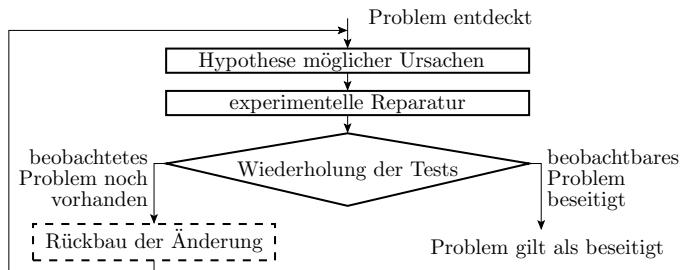 Problem entdeckt
Hypothese möglicher Ursachen
experimentelle Reparatur
Wiederholung der Tests
beobachtetes
Problem noch
vorhanden
beobachtbares
Problem
beseitigt
Rückbau der Änderung
Problem gilt als beseitigt